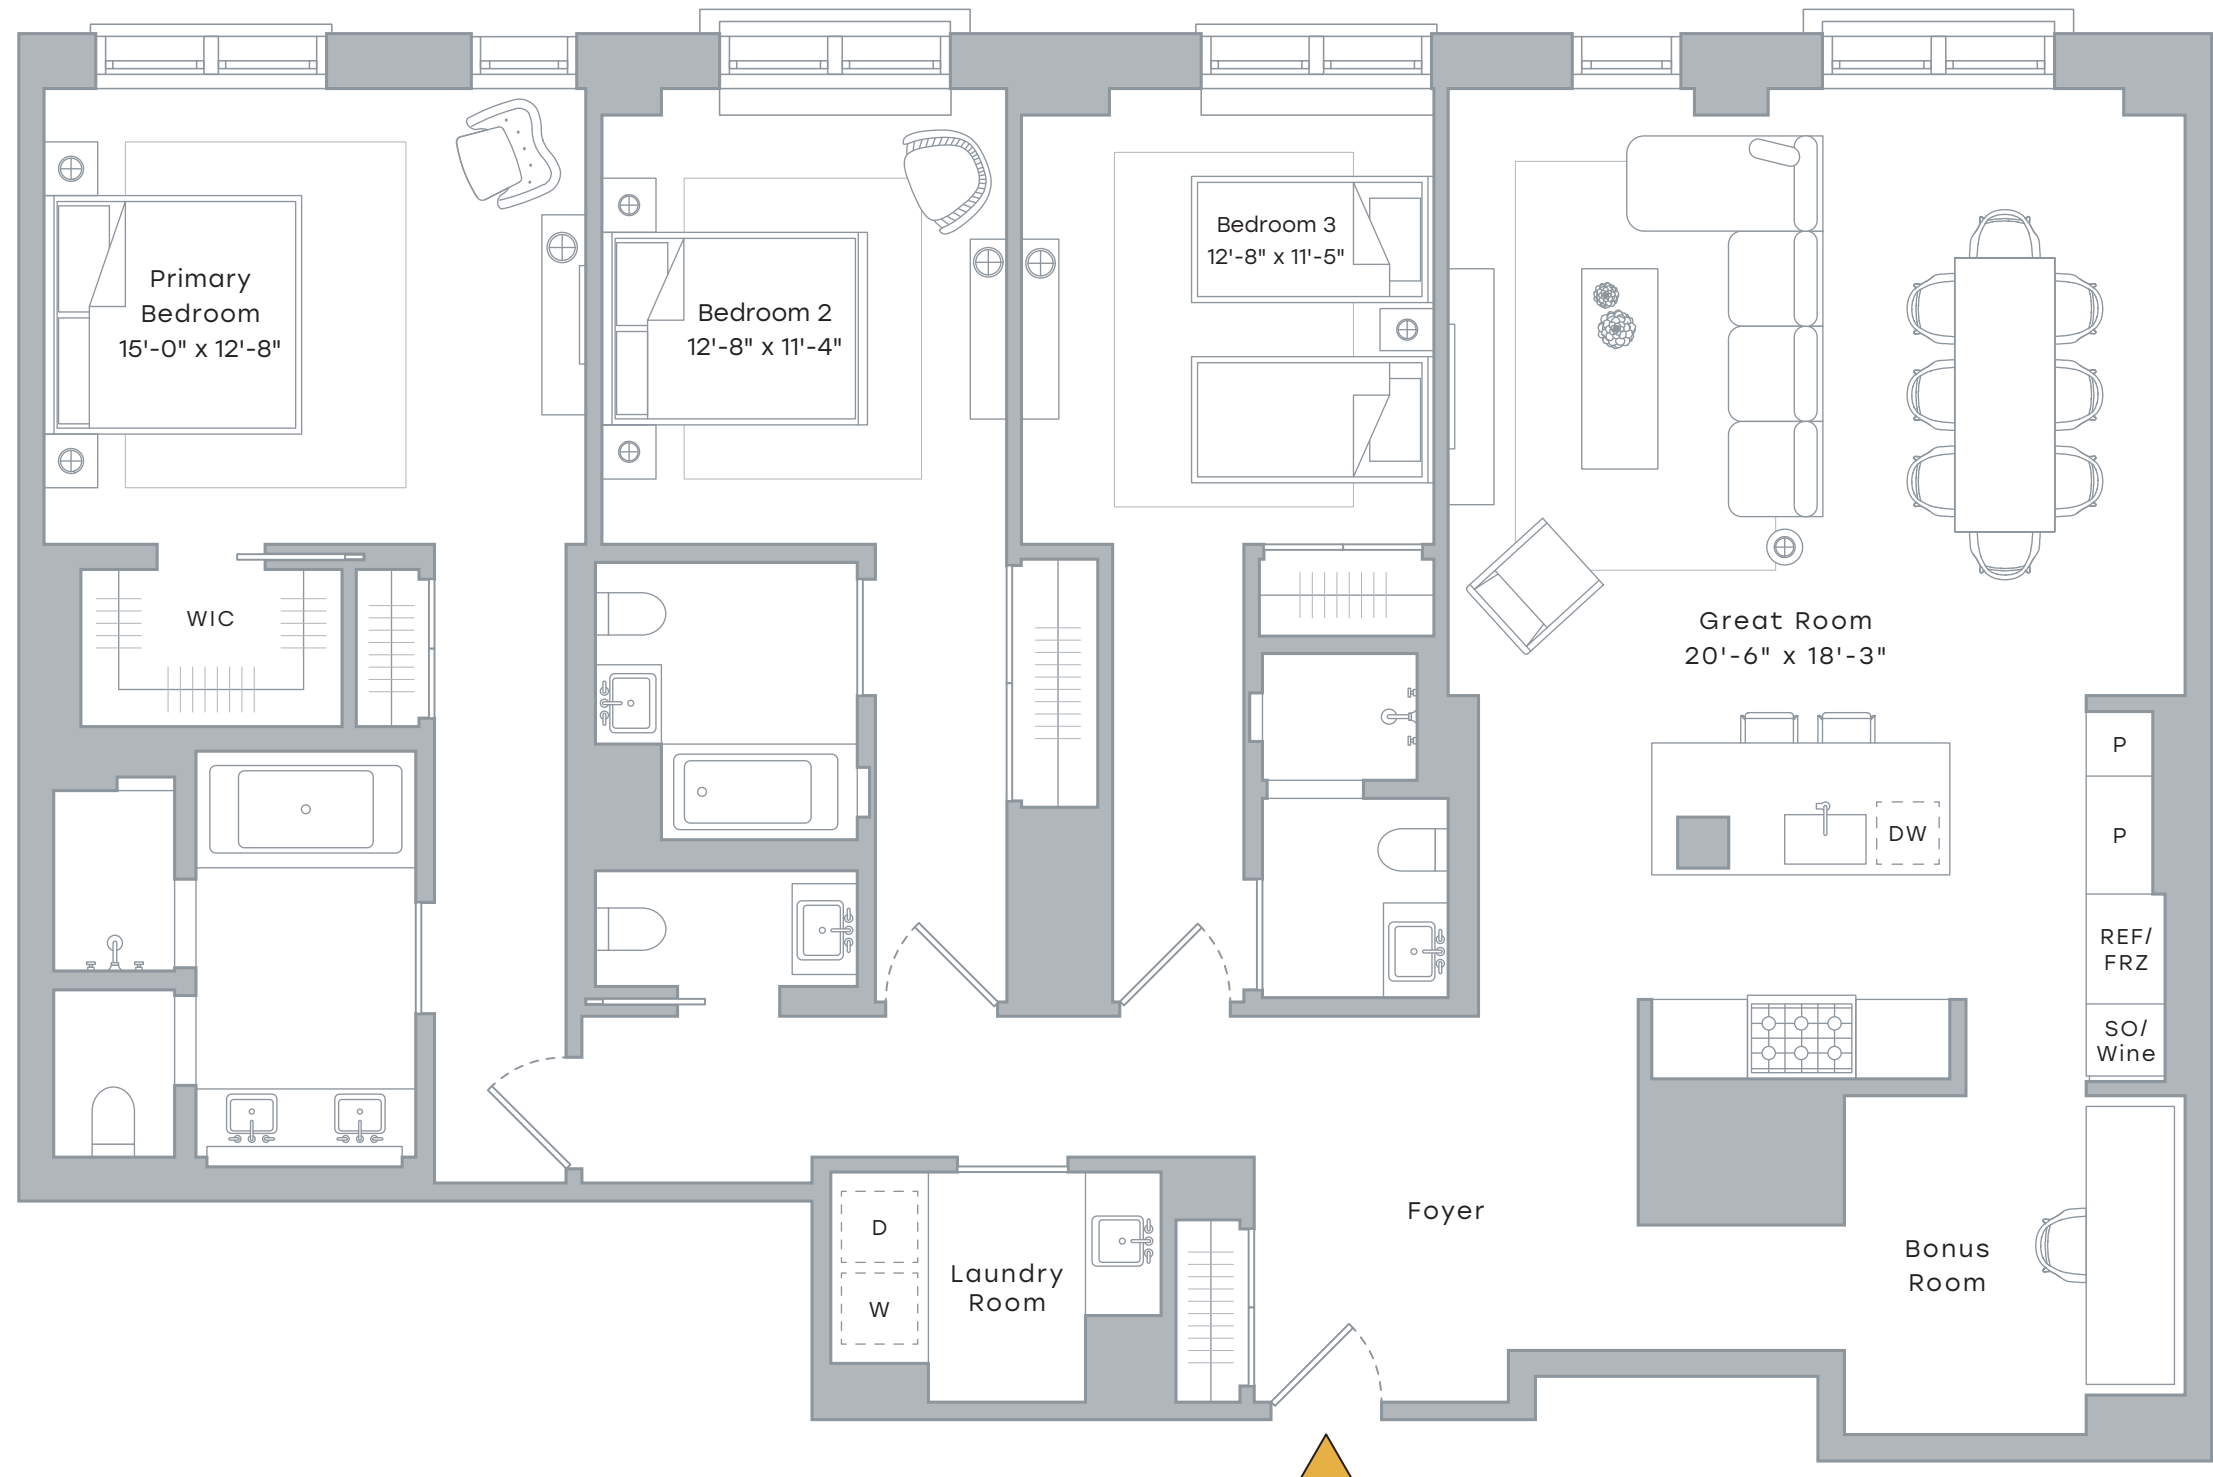 Primary
Bedroom
15'-0" x 12'-8"
Bedroom 2
12'-8" x 11'-4"
Bedroom 3
12'-8" x 11'-5"
WIC
Great Room
20'-6" x 18'-3"
P
P
DW
REF/
FRZ
SO/
Wine
D
W
Laundry
Room
Foyer
Bonus
Room